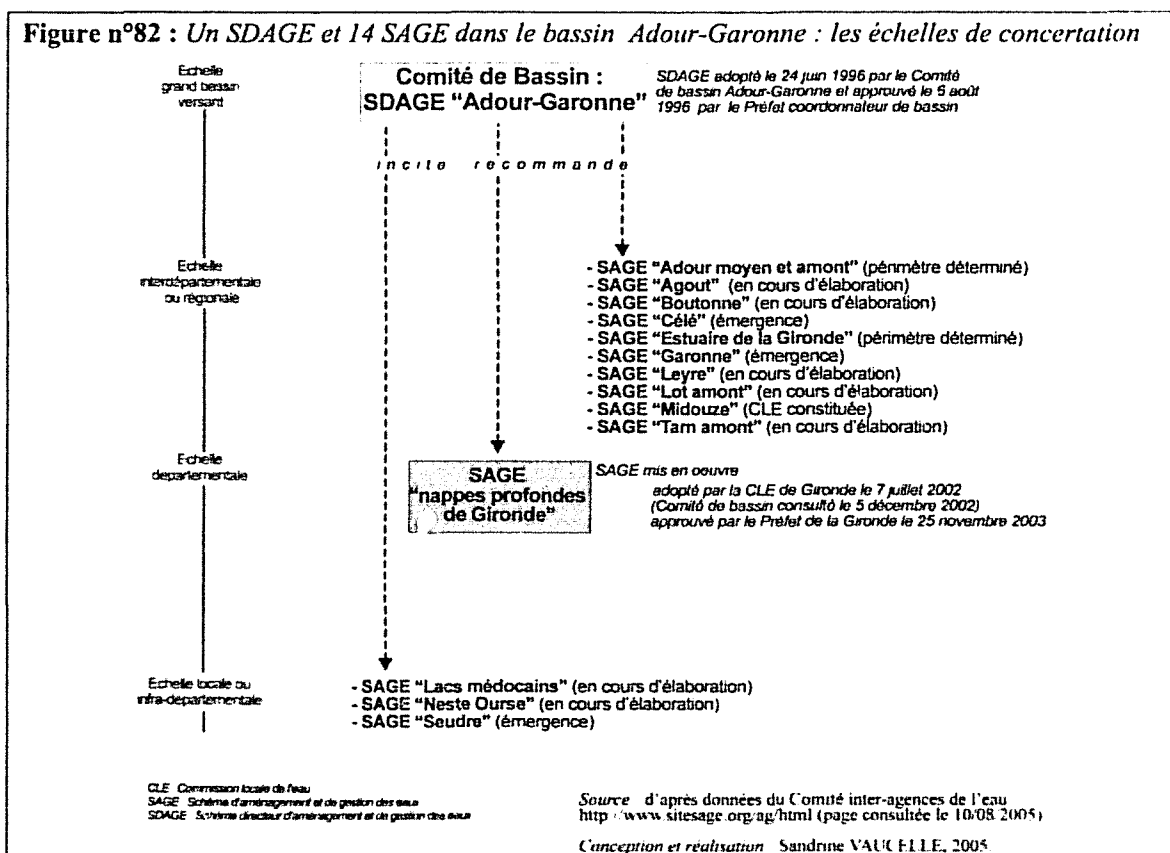 Figure n°82 : Un SDAGE et 14 SAGE dans le bassin Adour-Garonne : les échelles de concertation
Echelle
grand bassin
versant
Comité de Bassin :
SDAGE "Adour-Garonne"
SDAGE adopté le 24 juin 1996 par le Comité
de bassin Adour-Garonne et approuvé le 6 août
1996 par le Préfet coordonnateur de bassin
incite recommande
Echelle
interdépartementale
ou régionale
- SAGE "Adour moyen et amont" (périmètre déterminé)
- SAGE "Agout" (en cours d'élaboration)
- SAGE "Boutonne" (en cours d'élaboration)
- SAGE "Célé" (émergence)
- SAGE "Estuaire de la Gironde" (périmètre déterminé)
- SAGE "Garonne" (émergence)
- SAGE "Leyre" (en cours d'élaboration)
- SAGE "Lot amont" (en cours d'élaboration)
- SAGE "Midouze" (CLE constituée)
- SAGE "Tarn amont" (en cours d'élaboration)
Echelle
départementale
SAGE
"nappes profondes
de Gironde"
SAGE mis en oeuvre
adopté par la CLE de Gironde le 7 juillet 2002
(Comité de bassin consulté le 5 décembre 2002)
approuvé par le Préfet de la Gironde le 25 novembre 2003
Echelle locale ou
infra-départementale
- SAGE "Lacs médocains" (en cours d'élaboration)
- SAGE "Neste Ourse" (en cours d'élaboration)
- SAGE "Seudre" (émergence)
CLE Commission locale de l'eau
SAGE Schéma d'aménagement et de gestion des eaux
SDAGE Schéma directeur d'aménagement et de gestion des eaux
Source d'après données du Comité inter-agences de l'eau
http://www.sitesage.org/ag/html (page consultée le 10/08/2005)
Conception et réalisation Sandrine VAUCELLE, 2005